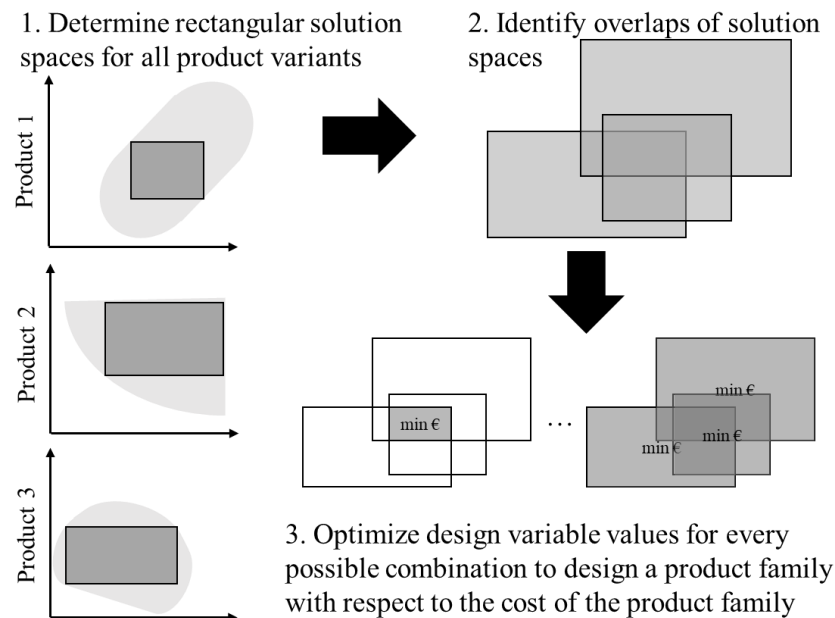 1. Determine rectangular solution
spaces for all product variants
2. Identify overlaps of solution
spaces
Product 1
Product 2
Product 3
min €
...
min €
min €
min €
3. Optimize design variable values for every
possible combination to design a product family
with respect to the cost of the product family